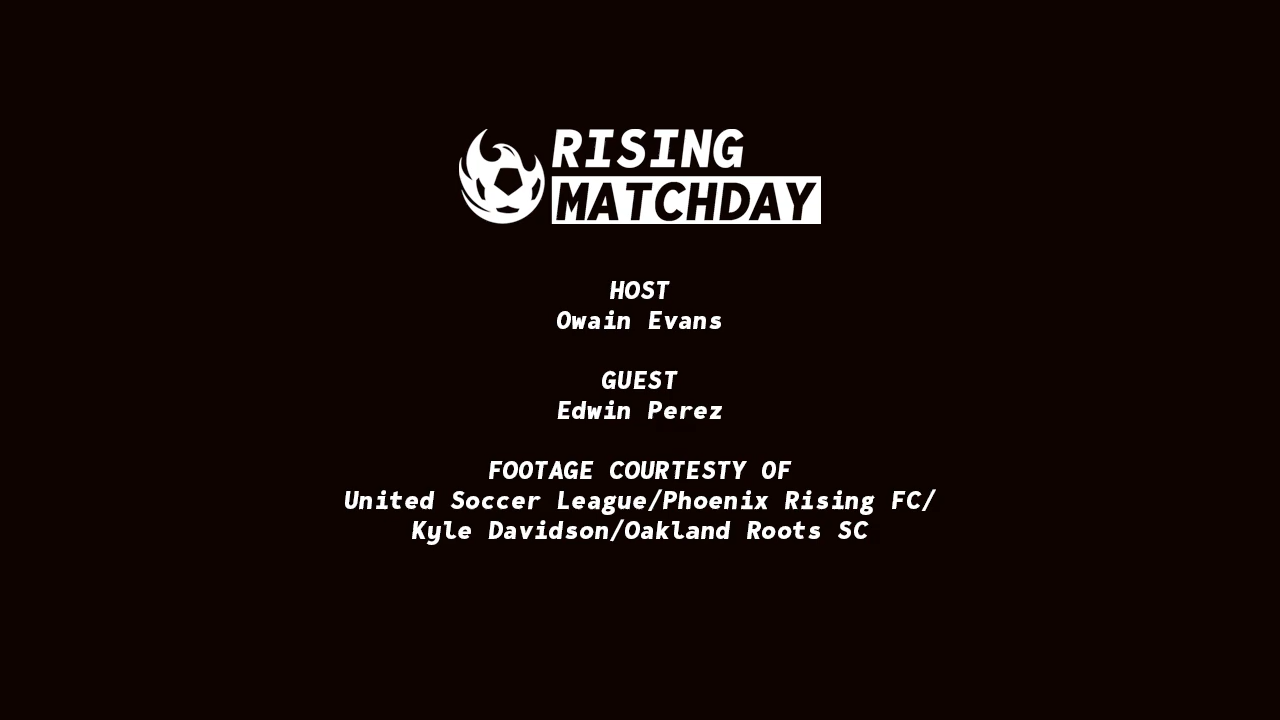 RISING
MATCHDAY
HOST
Owain Evans
GUEST
Edwin Perez
FOOTAGE COURTESTY OF
United Soccer League/Phoenix Rising FC/
Kyle Davidson/Oakland Roots SC